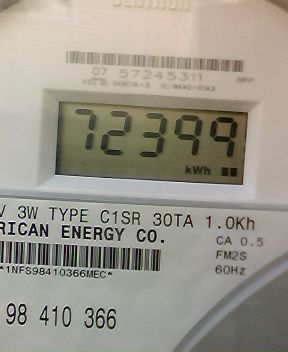 07 57245311
72399
kWh
V 3W TYPE C1SR 30TA 1.0Kh
RICAN ENERGY CO.
CA 0.5
FM2S
60Hz
*1NFS98410366MEC*
98 410 366